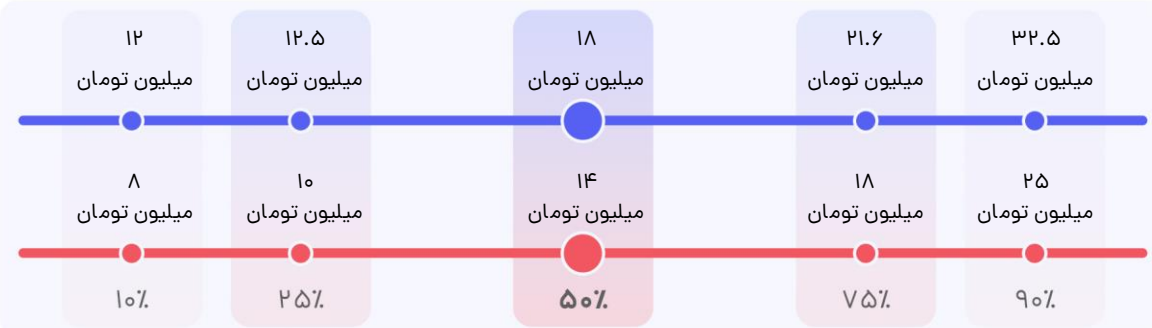 ۱۲ ۱۲.۵ ۱۸ ۲۱.۶ ۳۲.۵
میلیون تومان میلیون تومان میلیون تومان میلیون تومان میلیون تومان
۸ ۱۰ ۱۴ ۱۸ ۲۵
میلیون تومان میلیون تومان میلیون تومان میلیون تومان میلیون تومان
۱۰٪ ۲۵٪ ۵۰٪ ۷۵٪ ۹۰٪